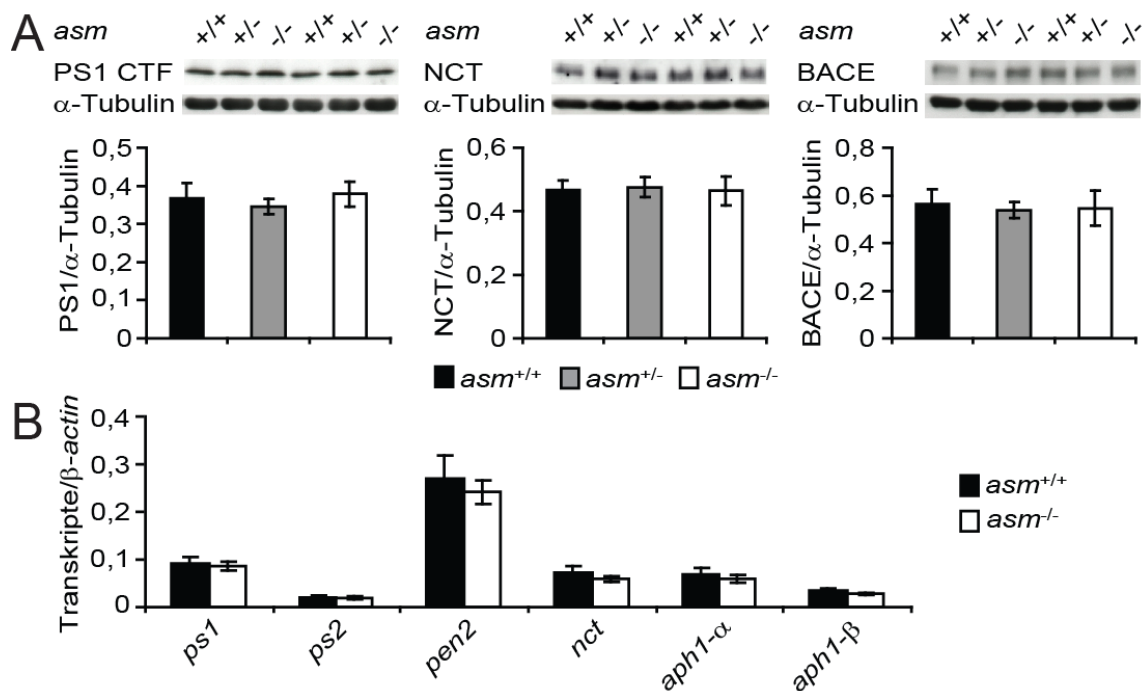 A
asm +/+ +/- -/- +/+ +/- -/-
PS1 CTF
α-Tubulin
PS1/α-Tubulin
0,5
0,4
0,3
0,2
0,1
0
asm +/+ +/- -/- +/+ +/- -/-
NCT
α-Tubulin
NCT/α-Tubulin
0,6
0,4
0,2
0
asm +/+ +/- -/- +/+ +/- -/-
BACE
α-Tubulin
BACE/α-Tubulin
0,8
0,6
0,4
0,2
0
asm+/+ asm+/- asm-/-
B
Transkripte/β-actin
0,4
0,3
0,2
0,1
0
ps1 ps2 pen2 nct aph1-α aph1-β
asm+/+
asm-/-